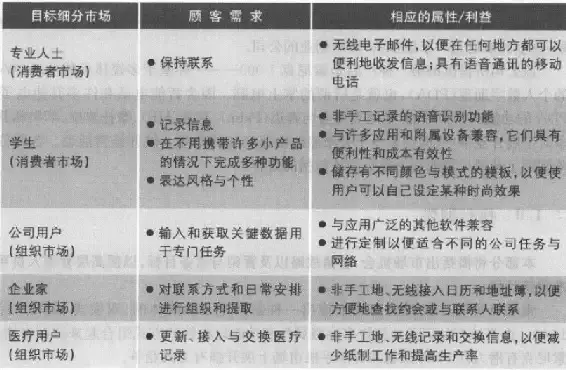 目标细分市场 顾客需求 相应的属性/利益
专业人士
(消费者市场)
● 保持联系
● 无线电子邮件,以便在任何地方都可以
便利地收发信息;具有语音通讯的移动
电话
学生
(消费者市场)
● 记录信息
● 在不用携带许多小产品
的情况下完成多种功能
● 表达风格与个性
● 非手工记录的语音识别功能
● 与许多应用和附属设备兼容,它们具有
便利性和成本有效性
● 储存有不同颜色与模式的模板,以便使
用户可以自己设定某种时尚效果
公司用户
(组织市场)
● 输入和获取关键数据用
于专门任务
● 与应用广泛的其他软件兼容
● 进行定制以便适合不同的公司任务与
网络
企业家
(组织市场)
● 对联系方式和日常安排
进行组织和提取
● 非手工地、无线接入日历和地址簿,以便
方便地查找约会或与联系人联系
医疗用户
(组织市场)
● 更新、接入与交换医疗
记录
● 非手工地、无线记录和交换信息,以便减
少纸制工作和提高生产率